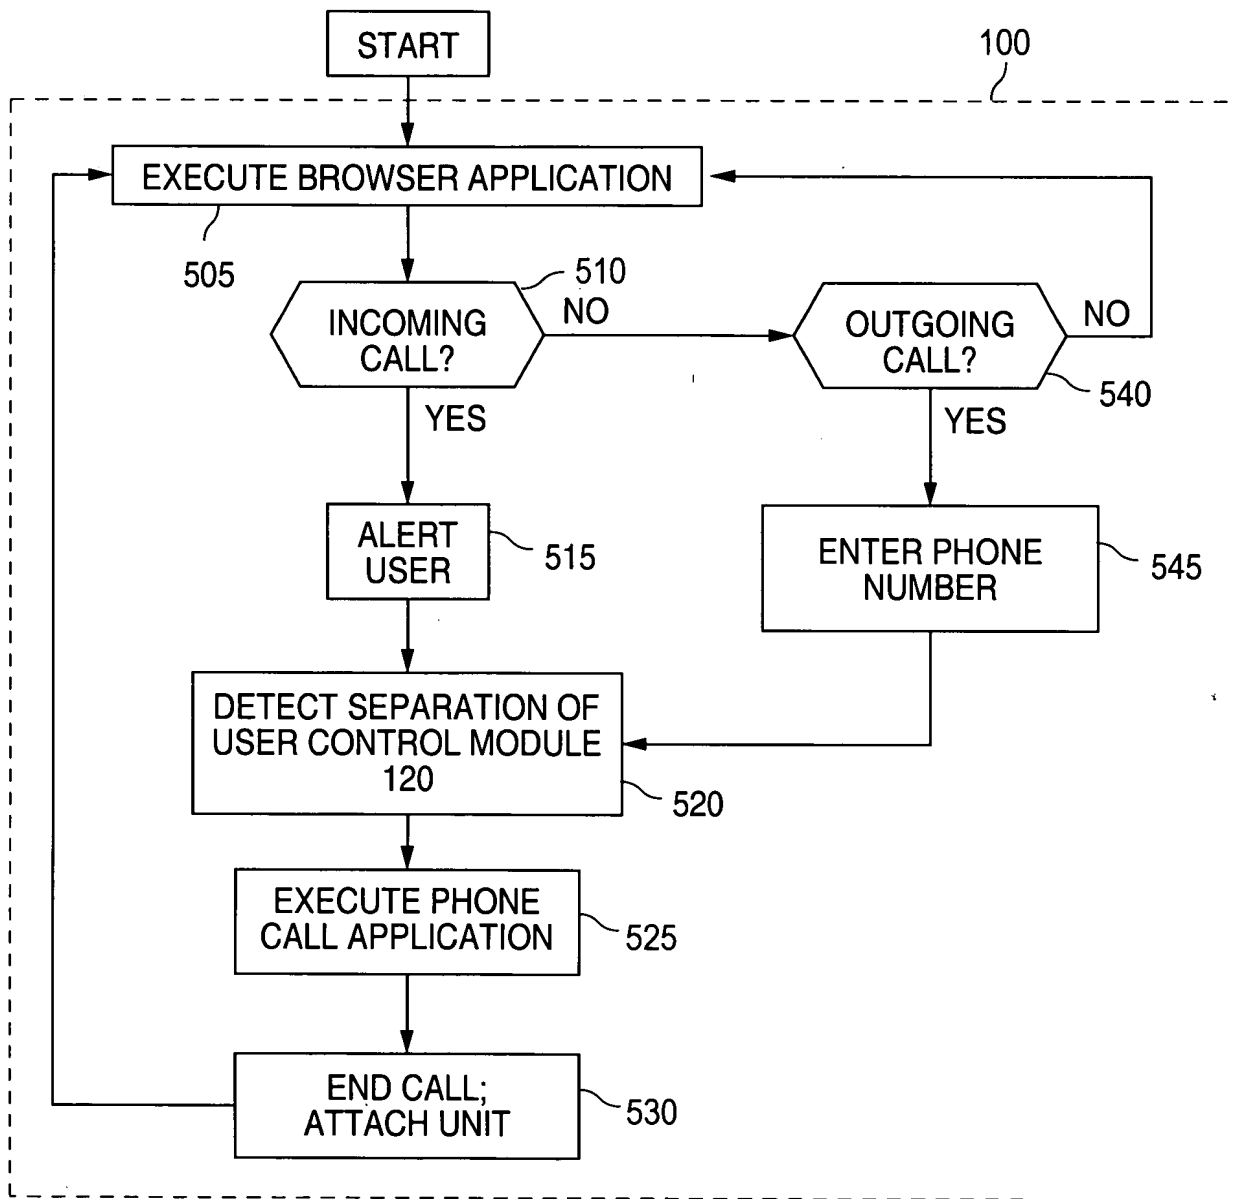 START
100
EXECUTE BROWSER APPLICATION
505
510
INCOMING
CALL?
NO
OUTGOING
CALL?
NO
540
YES
YES
ALERT
USER
515
ENTER PHONE
NUMBER
545
DETECT SEPARATION OF
USER CONTROL MODULE
120
520
EXECUTE PHONE
CALL APPLICATION
525
END CALL;
ATTACH UNIT
530